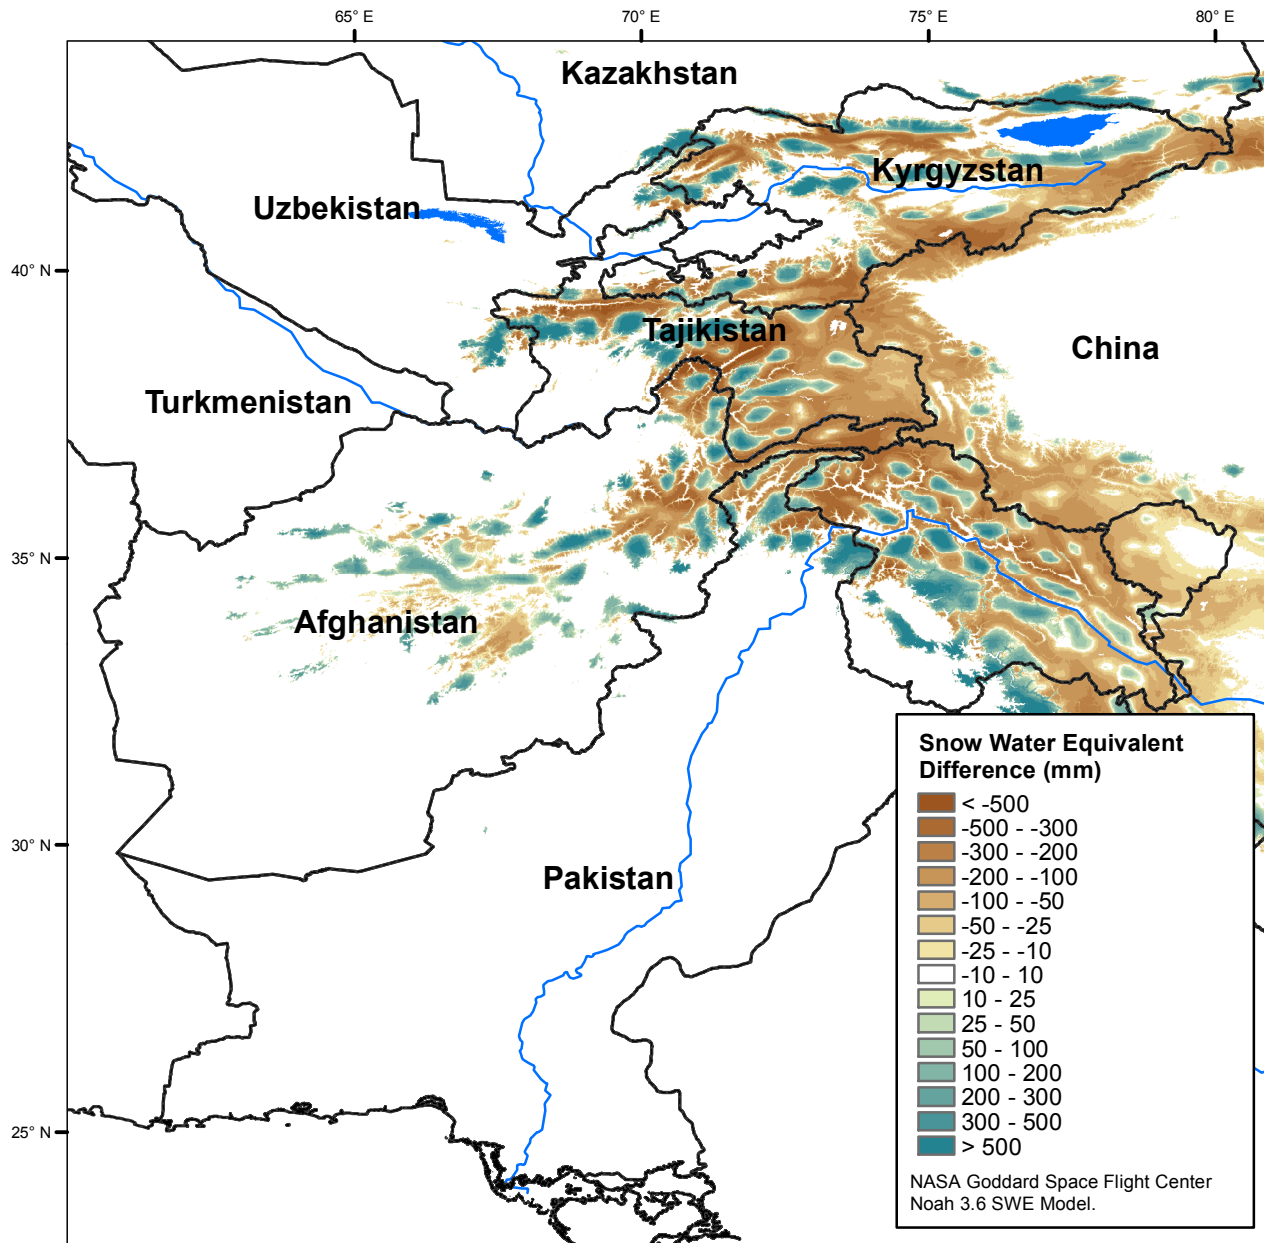 65° E
70° E
75° E
80° E
Kazakhstan
Kyrgyzstan
Uzbekistan
40° N
Tajikistan
China
Turkmenistan
35° N
Afghanistan
Snow Water Equivalent
Difference (mm)
< -500
-500 - -300
-300 - -200
-200 - -100
-100 - -50
-50 - -25
-25 - -10
-10 - 10
10 - 25
25 - 50
50 - 100
100 - 200
200 - 300
300 - 500
> 500
NASA Goddard Space Flight Center
Noah 3.6 SWE Model.
30° N
Pakistan
25° N